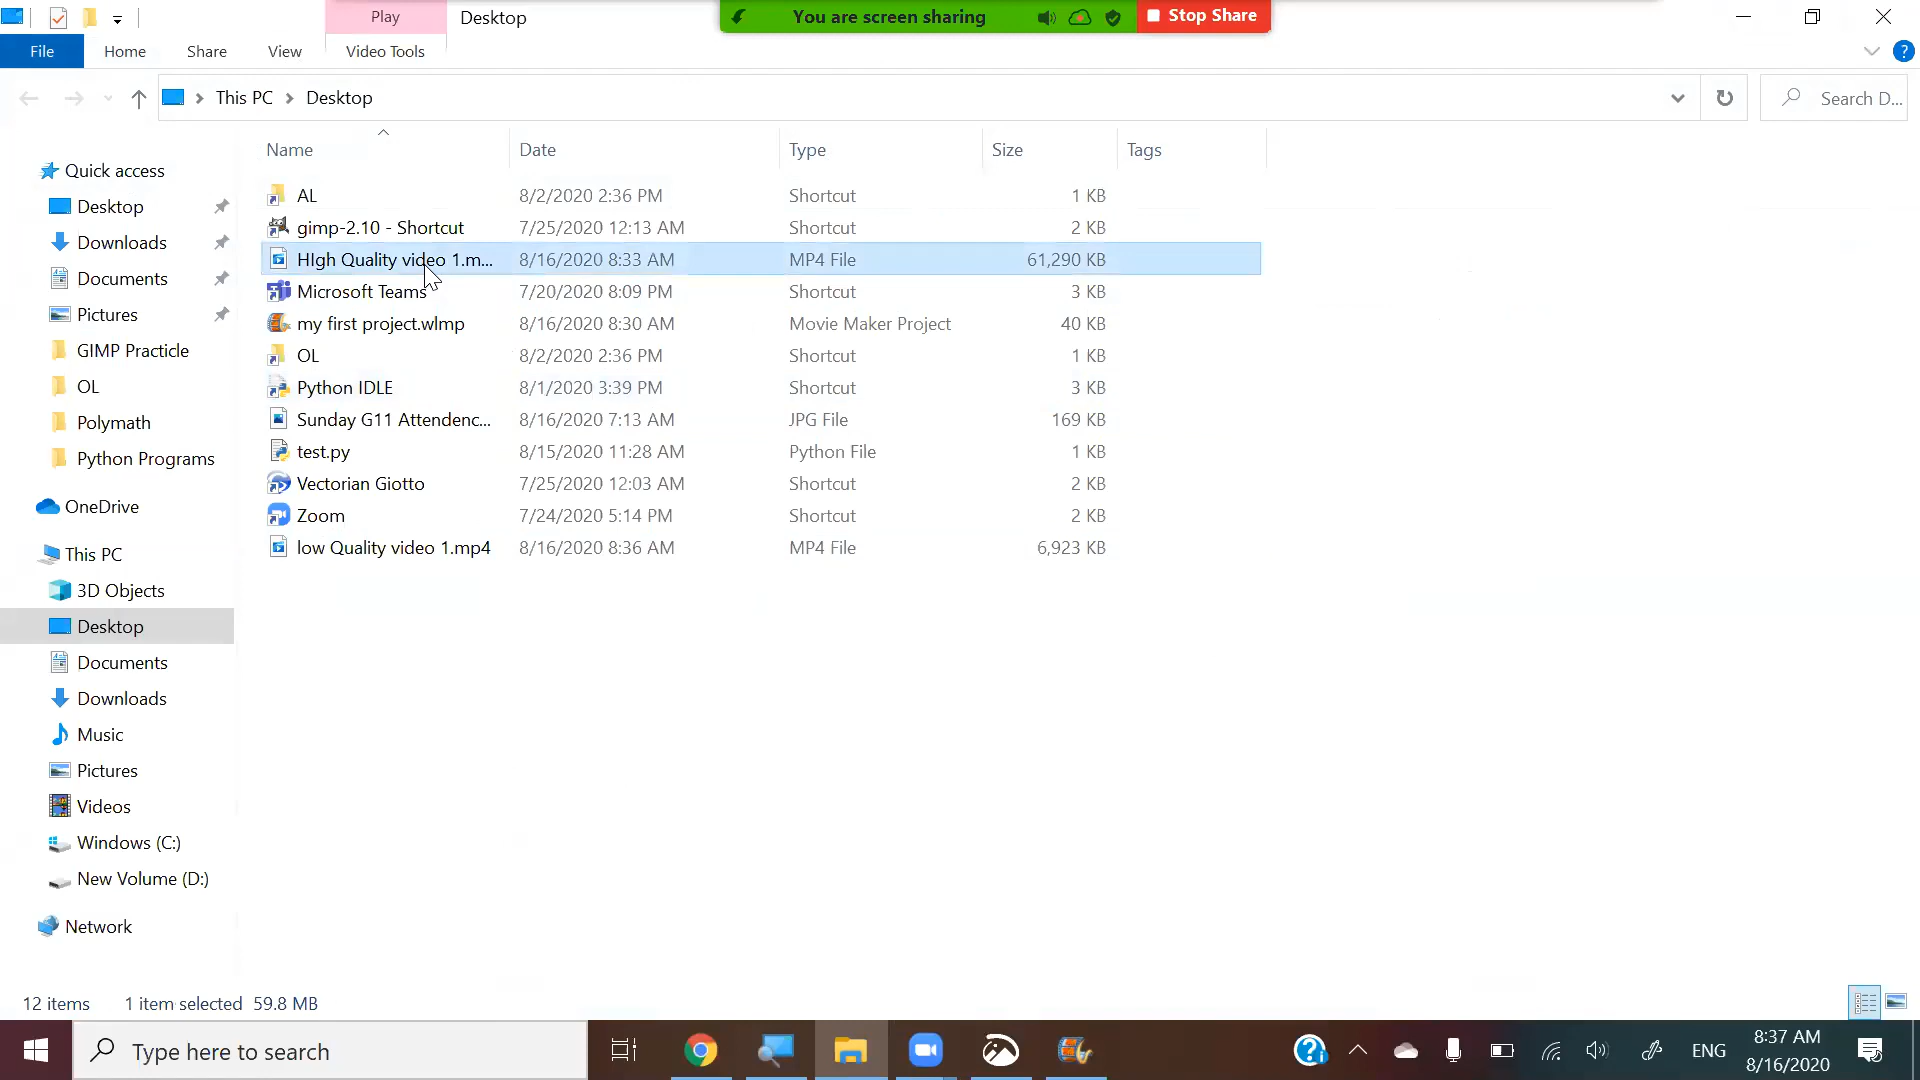 Play
Desktop
You are screen sharing
Stop Share
File
Home
Share
View
Video Tools
This PC
Desktop
Search D...
Name
Date
Type
Size
Tags
Quick access
Desktop
Downloads
Documents
Pictures
GIMP Practicle
OL
Polymath
Python Programs
OneDrive
This PC
3D Objects
Desktop
Documents
Downloads
Music
Pictures
Videos
Windows (C:)
New Volume (D:)
Network
AL 8/2/2020 2:36 PM Shortcut 1 KB
gimp-2.10 - Shortcut 7/25/2020 12:13 AM Shortcut 2 KB
HIgh Quality video 1.m... 8/16/2020 8:33 AM MP4 File 61,290 KB
Microsoft Teams 7/20/2020 8:09 PM Shortcut 3 KB
my first project.wlmp 8/16/2020 8:30 AM Movie Maker Project 40 KB
OL 8/2/2020 2:36 PM Shortcut 1 KB
Python IDLE 8/1/2020 3:39 PM Shortcut 3 KB
Sunday G11 Attendenc... 8/16/2020 7:13 AM JPG File 169 KB
test.py 8/15/2020 11:28 AM Python File 1 KB
Vectorian Giotto 7/25/2020 12:03 AM Shortcut 2 KB
Zoom 7/24/2020 5:14 PM Shortcut 2 KB
low Quality video 1.mp4 8/16/2020 8:36 AM MP4 File 6,923 KB
12 items 1 item selected 59.8 MB
Type here to search
ENG
8:37 AM
8/16/2020